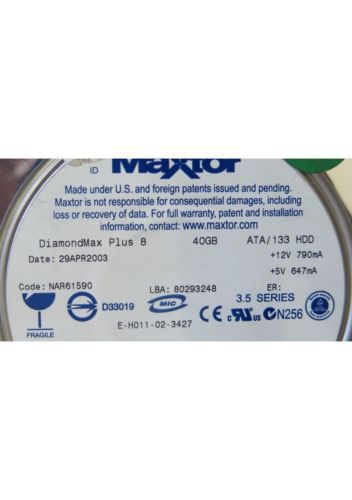 ID Maxtor
Made under U.S. and foreign patents issued and pending.
Maxtor is not responsible for consequential damages, including
loss or recovery of data. For full warranty, patent and installation
information, contact: www.maxtor.com.
DiamondMax Plus 8 40GB ATA/133 HDD
Date: 29APR2003 +12V 790mA
+5V 647mA
Code: NAR61590 LBA: 80293248 ER:
3.5 SERIES
D33019 MIC CE UL us N256
FRAGILE E-H011-02-3427